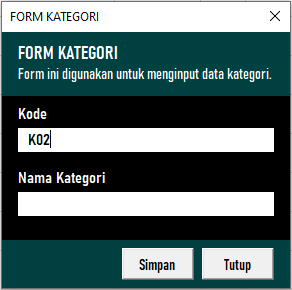 FORM KATEGORI
FORM KATEGORI
Form ini digunakan untuk menginput data kategori.
Kode
K02
Nama Kategori
Simpan Tutup